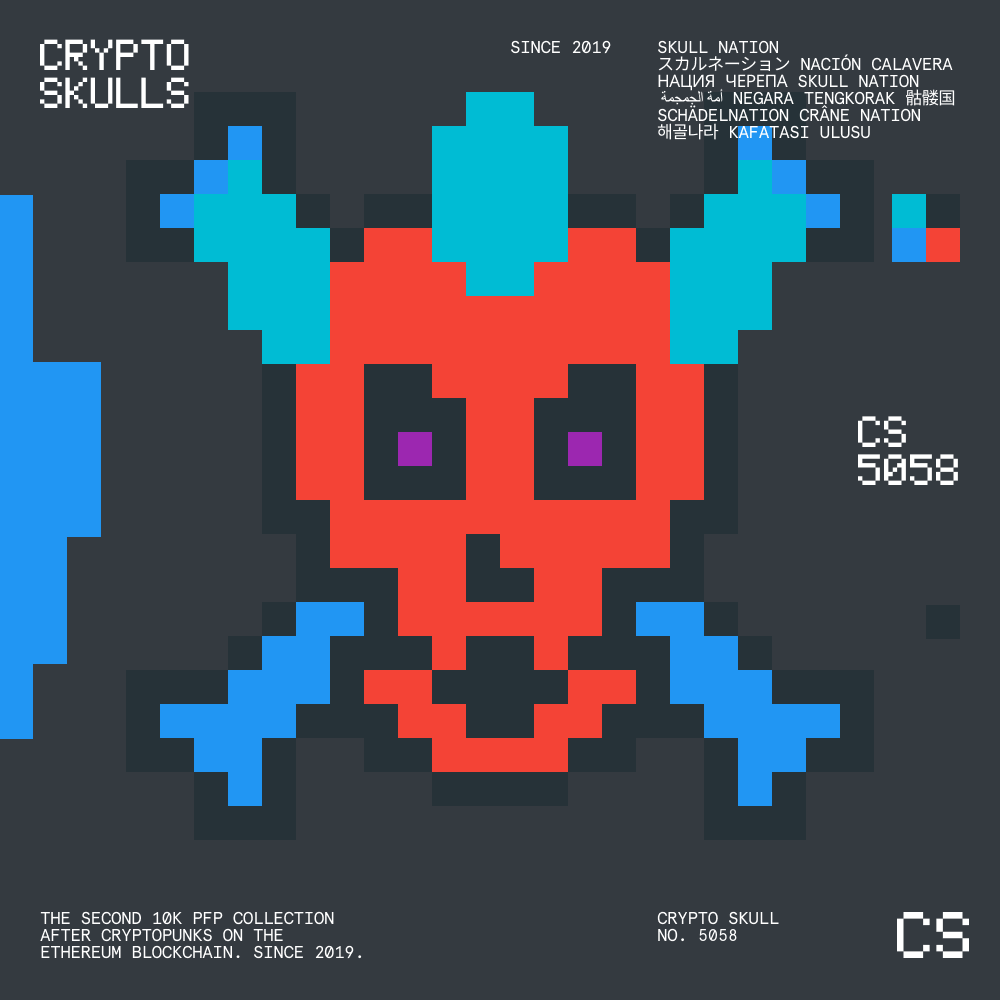 CRYPTO
SKULLS
SINCE 2019
SKULL NATION
スカルネーション NACIÓN CALAVERA
НАЦИЯ ЧЕРЕПА SKULL NATION
أمة الجمجمة NEGARA TENGKORAK 骷髅国
SCHÄDELNATION CRÂNE NATION
해골나라 KAFATASI ULUSU
CS
5058
THE SECOND 10K PFP COLLECTION
AFTER CRYPTOPUNKS ON THE
ETHEREUM BLOCKCHAIN. SINCE 2019.
CRYPTO SKULL
NO. 5058
CS